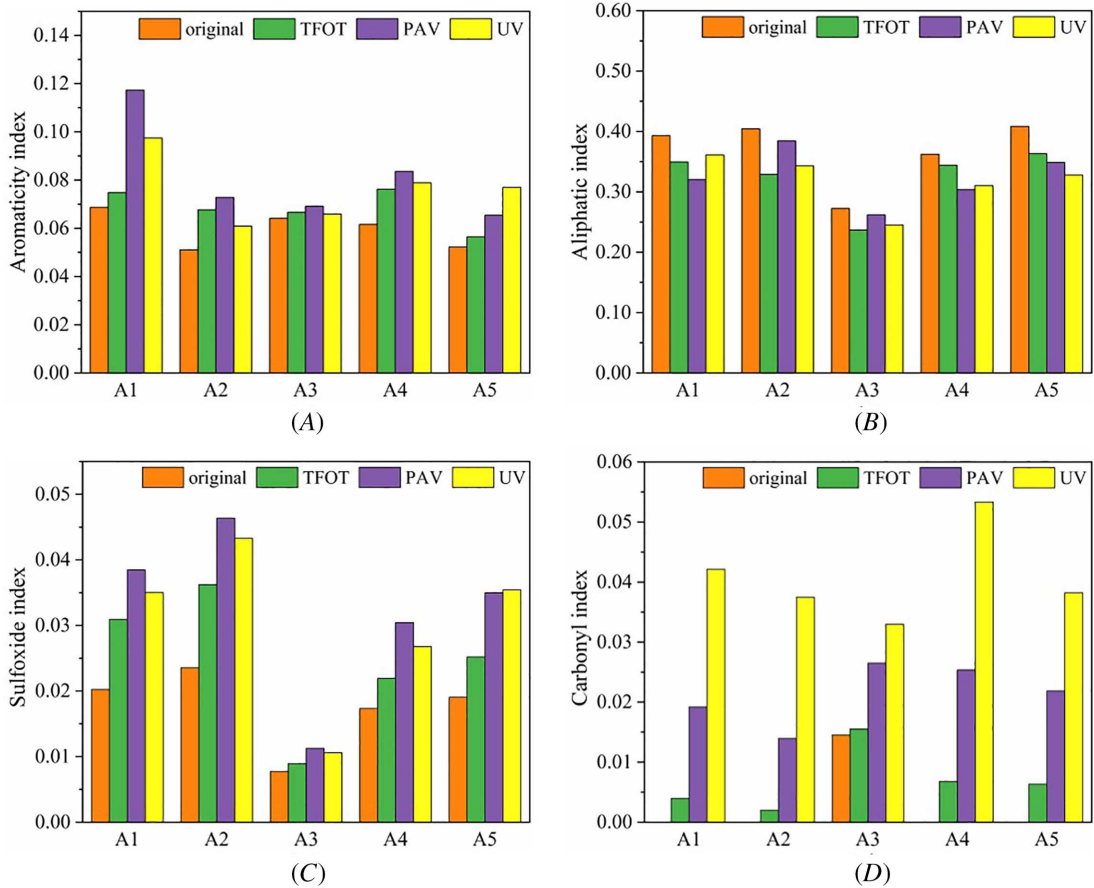 original TFOT PAV UV
0.14
0.12
0.10
0.08
0.06
0.04
0.02
0.00
Aromaticity index
A1 A2 A3 A4 A5
(A)
original TFOT PAV UV
0.60
0.50
0.40
0.30
0.20
0.10
0.00
Aliphatic index
A1 A2 A3 A4 A5
(B)
original TFOT PAV UV
0.05
0.04
0.03
0.02
0.01
0.00
Sulfoxide index
A1 A2 A3 A4 A5
(C)
original TFOT PAV UV
0.06
0.05
0.04
0.03
0.02
0.01
0.00
Carbonyl index
A1 A2 A3 A4 A5
(D)